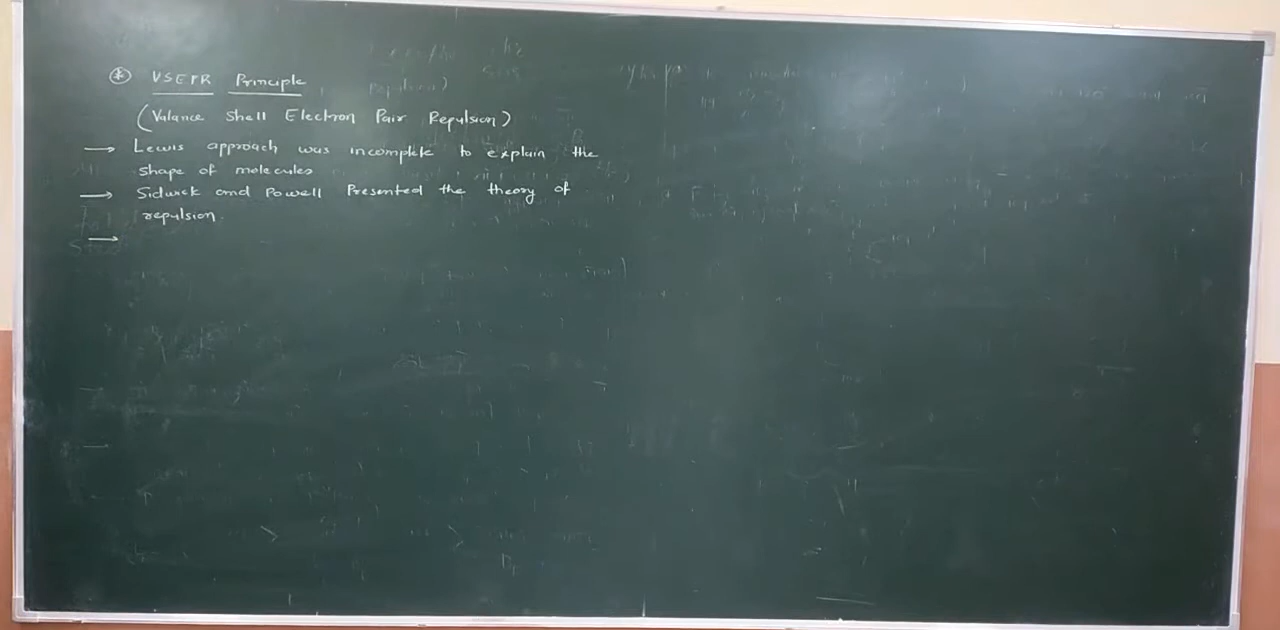 * VSEPR Principle
(Valance Shell Electron Pair Repulsion)
→ Lewis approach was incomplete to explain the
shape of molecules
→ Sidwick and Powell Presented the theory of
repulsion.
→